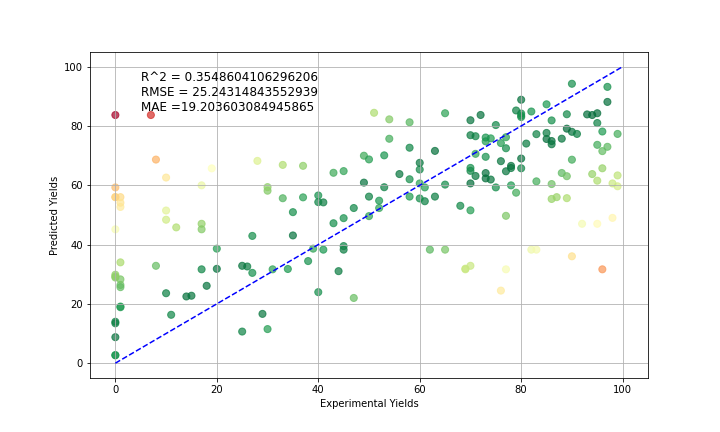 R^2 = 0.3548604106296206
RMSE = 25.24314843552939
MAE =19.203603084945865
100
80
60
40
20
0
Predicted Yields
0 20 40 60 80 100
Experimental Yields